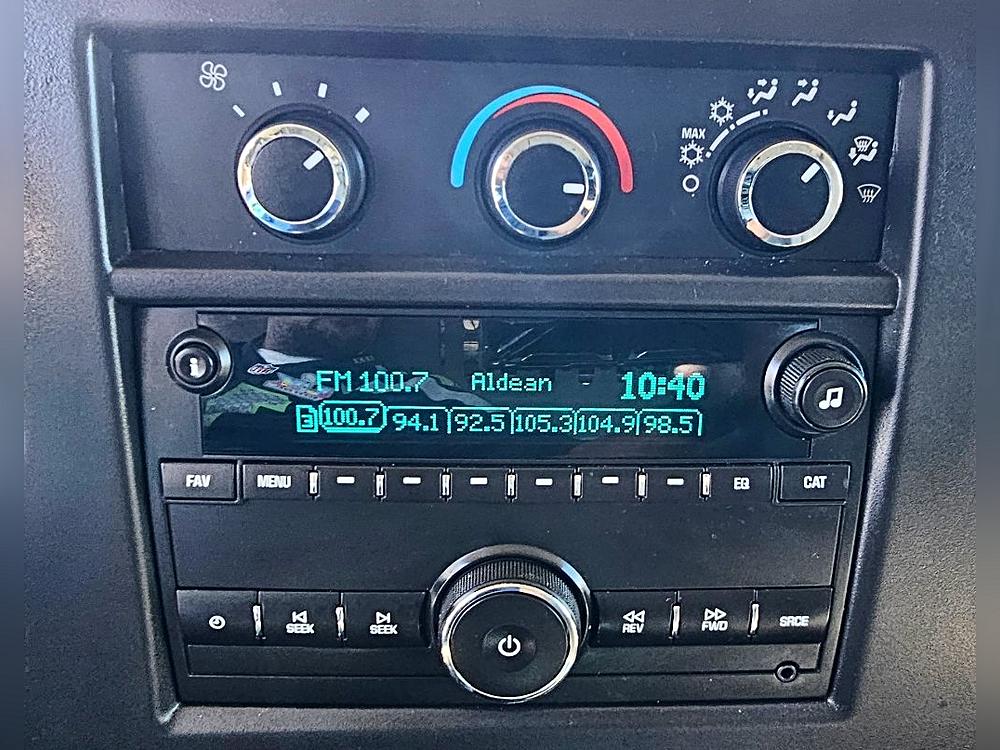 MAX
FM 100.7 Aldean - 10:40
3 100.7 94.1 92.5 105.3 104.9 98.5
FAV MENU EQ CAT
SEEK SEEK REV FWD SRCE